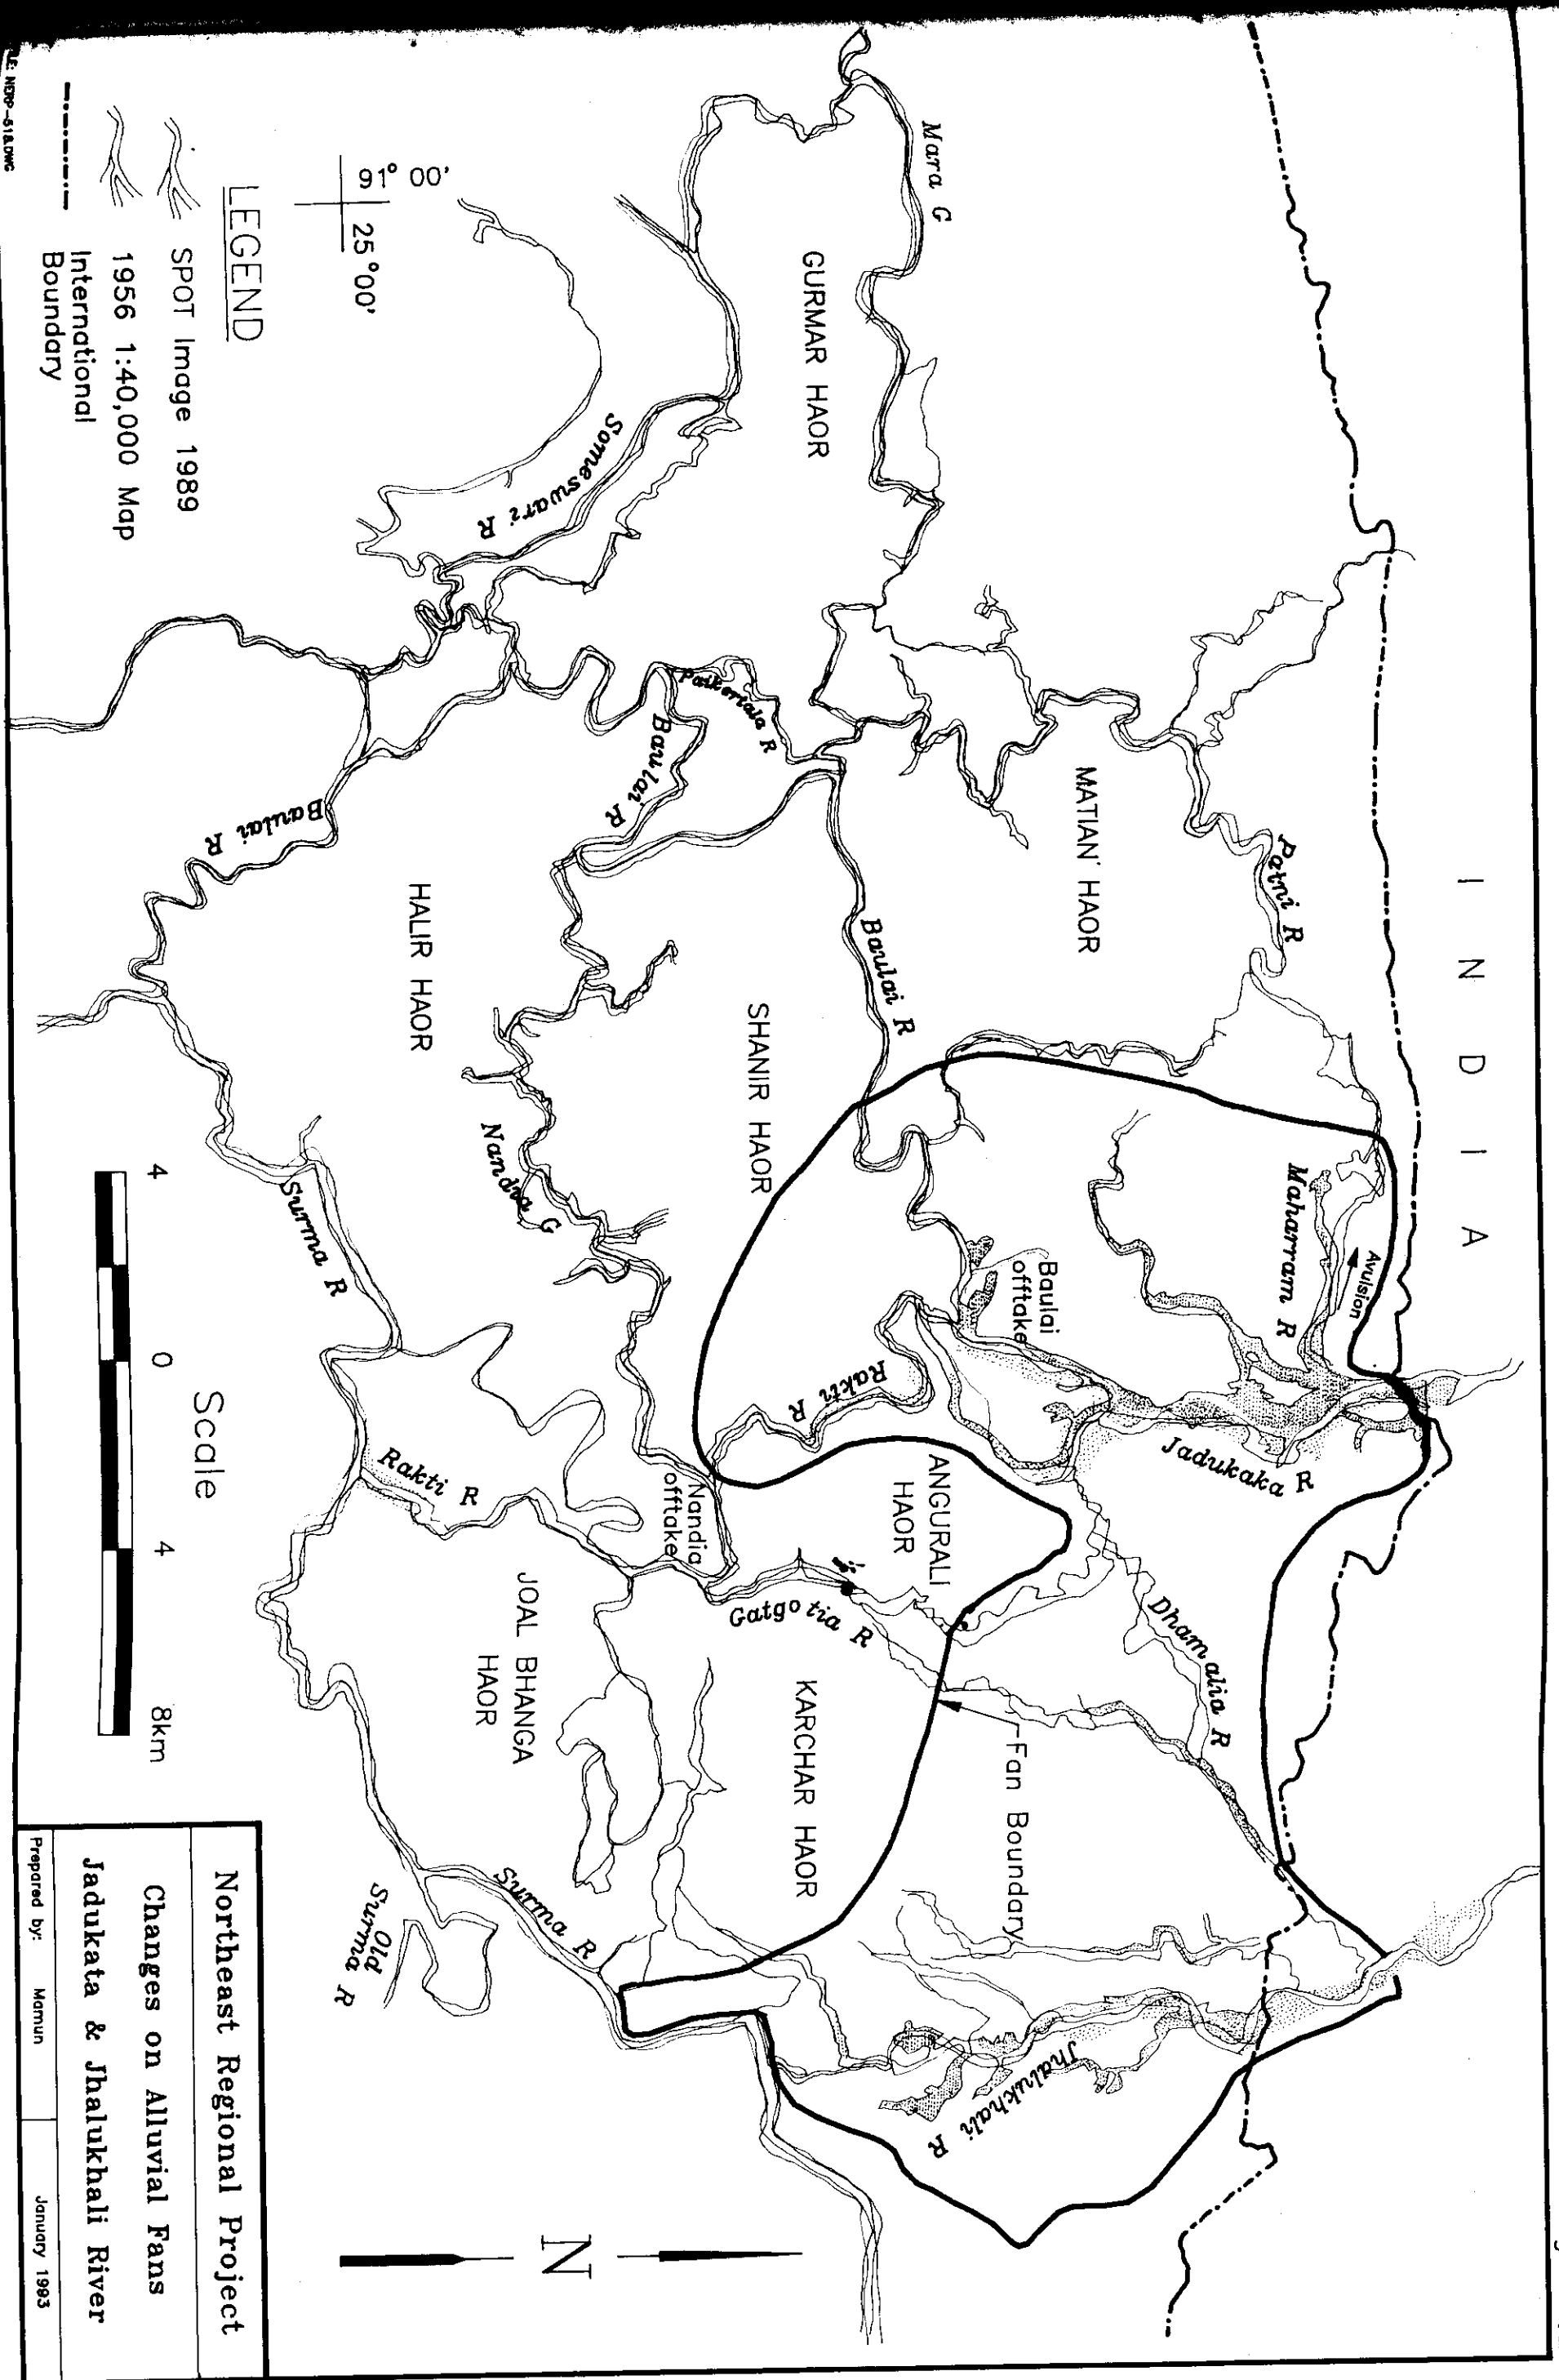 I N D I A
Mara G
GURMAR HAOR
Someswari R
Paikertala R
Baulai R
Baulai R
Baulai R
MATIAN HAOR
Patni R
HALIR HAOR
SHANIR HAOR
Nandia G
Surma R
Maharram R
Avulsion
Baulai
offtake
Rakti R
Jadukaka R
ANGURALI
HAOR
Nandia
offtake
Rakti R
Gatgotia R
Dhamalia R
JOAL BHANGA
HAOR
KARCHAR HAOR
Fan Boundary
Surma R
Old
Surma R
Jhalukhali R
91° 00'
25°00'
LEGEND
SPOT Image 1989
1956 1:40,000 Map
International
Boundary
Scale
4 0 4 8km
N
Northeast Regional Project
Changes on Alluvial Fans
Jadukata & Jhalukhali River
Prepared by: Mamun
January 1993